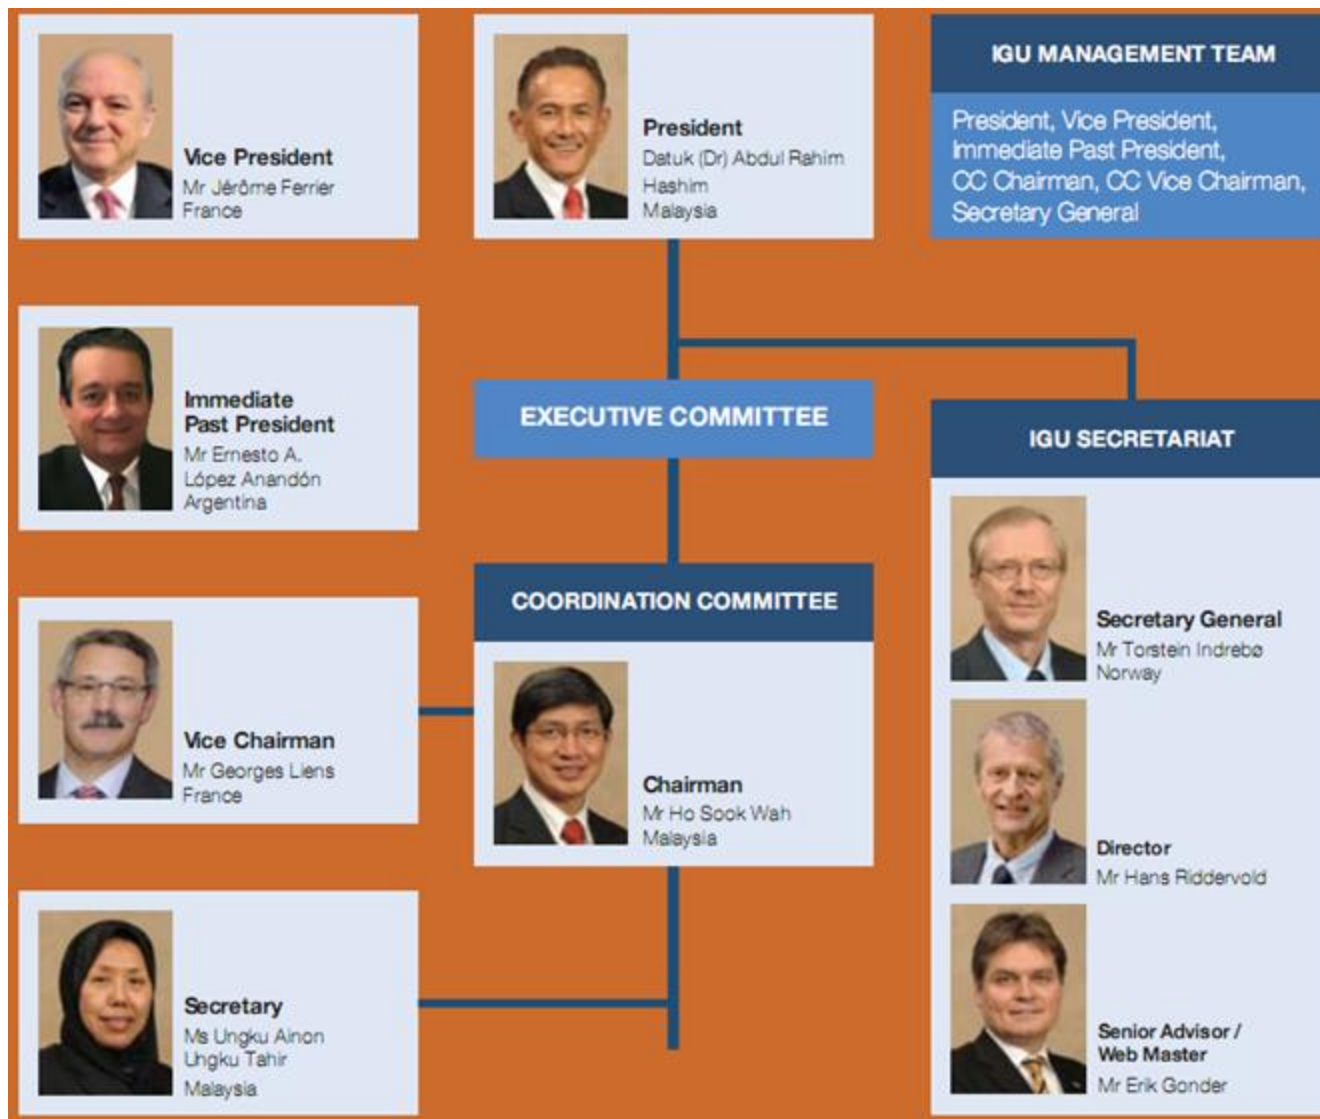 Vice President
Mr Jérôme Ferrier
France
President
Datuk (Dr) Abdul Rahim
Hashim
Malaysia
IGU MANAGEMENT TEAM
President, Vice President,
Immediate Past President,
CC Chairman, CC Vice Chairman,
Secretary General
Immediate
Past President
Mr Ernesto A.
López Anandón
Argentina
EXECUTIVE COMMITTEE
IGU SECRETARIAT
Secretary General
Mr Torstein Indrebø
Norway
Director
Mr Hans Riddervold
Senior Advisor /
Web Master
Mr Erik Gonder
COORDINATION COMMITTEE
Chairman
Mr Ho Sook Wah
Malaysia
Vice Chairman
Mr Georges Liens
France
Secretary
Ms Ungku Ainon
Ungku Tahir
Malaysia